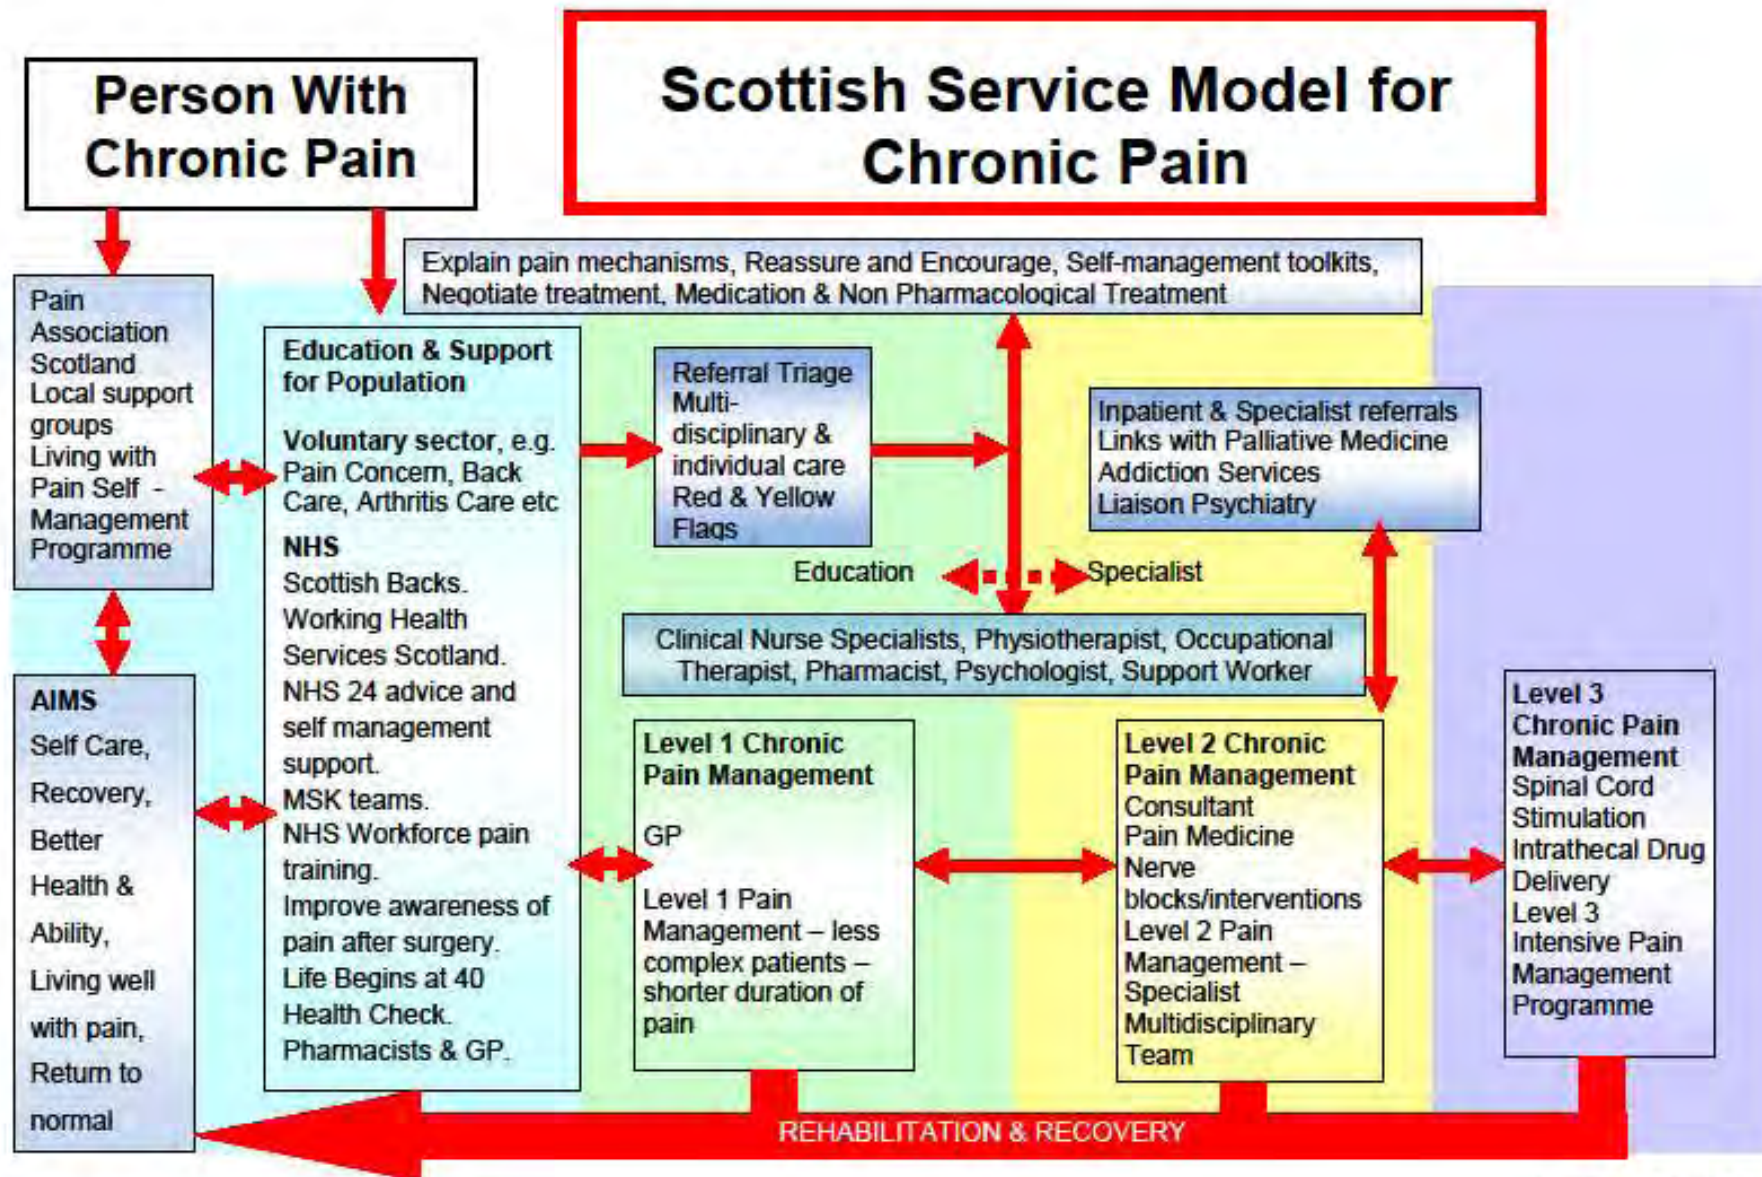 Person With
Chronic Pain
Scottish Service Model for
Chronic Pain
Explain pain mechanisms, Reassure and Encourage, Self-management toolkits,
Negotiate treatment, Medication & Non Pharmacological Treatment
Pain
Association
Scotland
Local support
groups
Living with
Pain Self -
Management
Programme
AIMS
Self Care,
Recovery,
Better
Health &
Ability,
Living well
with pain,
Return to
normal
Education & Support
for Population
Voluntary sector, e.g.
Pain Concern, Back
Care, Arthritis Care etc
NHS
Scottish Backs.
Working Health
Services Scotland.
NHS 24 advice and
self management
support.
MSK teams.
NHS Workforce pain
training.
Improve awareness of
pain after surgery.
Life Begins at 40
Health Check.
Pharmacists & GP.
Referral Triage
Multi-
disciplinary &
individual care
Red & Yellow
Flags
Inpatient & Specialist referrals
Links with Palliative Medicine
Addiction Services
Liaison Psychiatry
Education
Specialist
Clinical Nurse Specialists, Physiotherapist, Occupational
Therapist, Pharmacist, Psychologist, Support Worker
Level 1 Chronic
Pain Management
GP
Level 1 Pain
Management – less
complex patients –
shorter duration of
pain
Level 2 Chronic
Pain Management
Consultant
Pain Medicine
Nerve
blocks/interventions
Level 2 Pain
Management –
Specialist
Multidisciplinary
Team
Level 3
Chronic Pain
Management
Spinal Cord
Stimulation
Intrathecal Drug
Delivery
Level 3
Intensive Pain
Management
Programme
REHABILITATION & RECOVERY